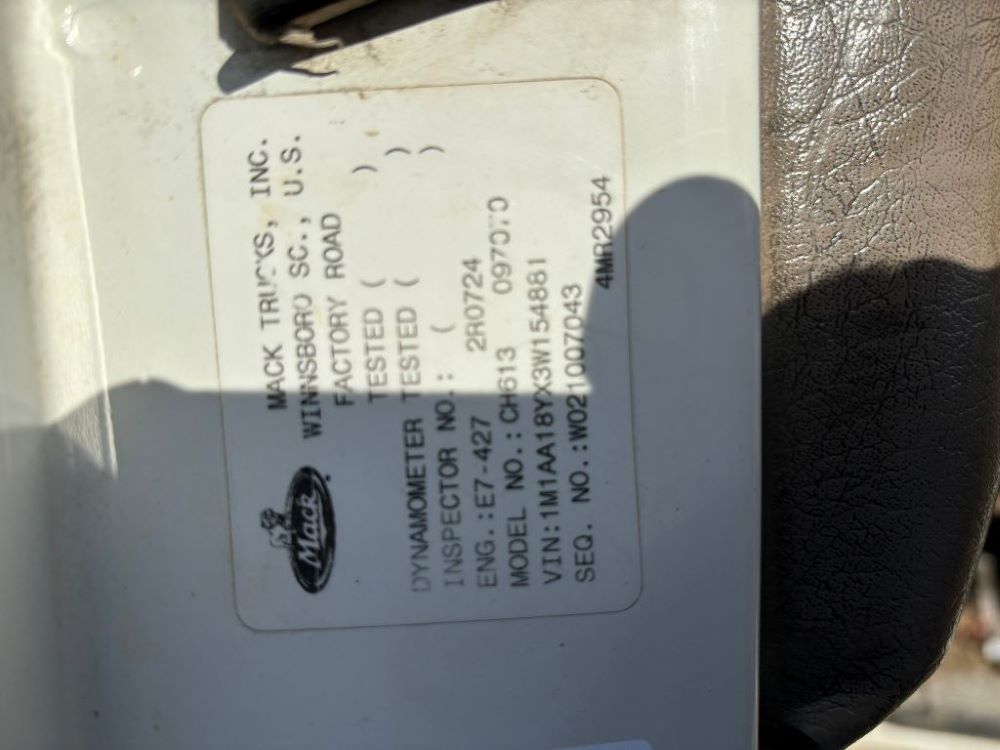 Mack
MACK TRUCKS, INC.
WINNSBORO SC., U.S.
FACTORY ROAD
TESTED ( )
DYNAMOMETER TESTED ( )
INSPECTOR NO.: ( )
ENG.:E7-427 2R0724
MODEL NO.: CH613 097070
VIN:1M1AA18YX3W154881
SEQ. NO.:W021007043
4MR2954